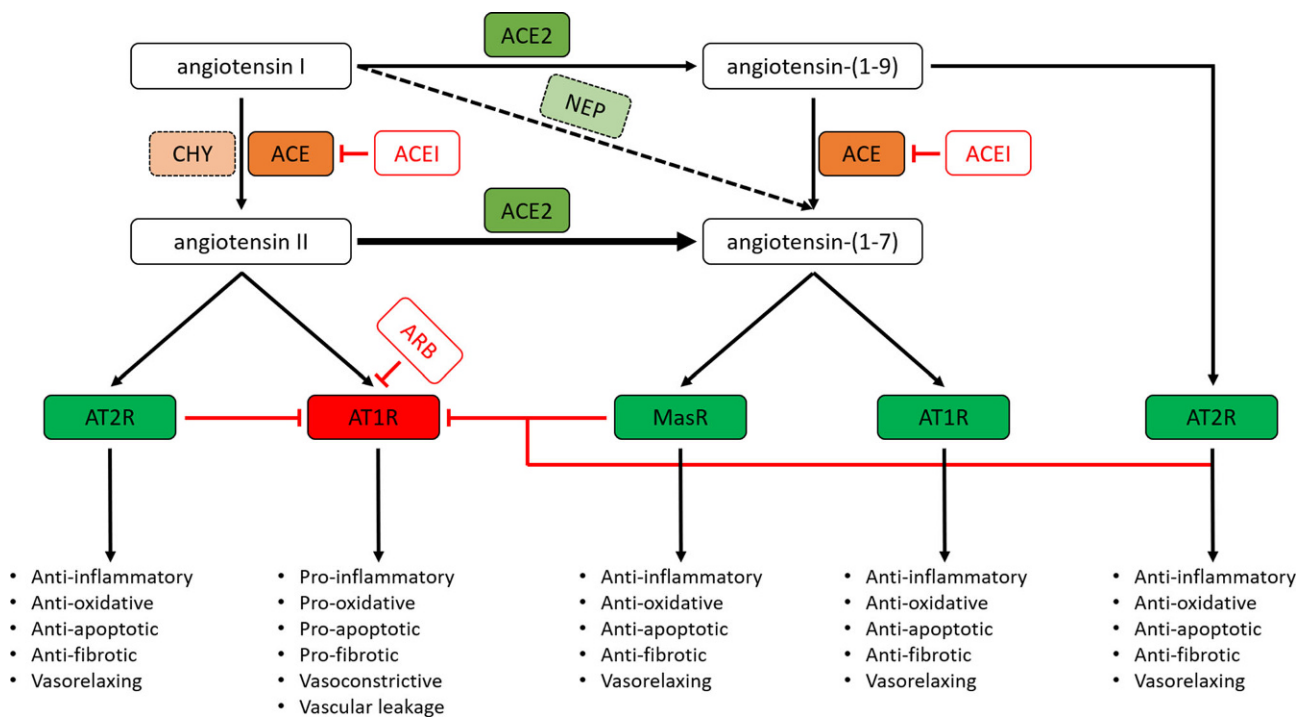 ACE2
angiotensin I
angiotensin-(1-9)
NEP
CHY
ACE
ACEI
ACE
ACEI
ACE2
angiotensin II
angiotensin-(1-7)
ARB
AT2R
AT1R
MasR
AT1R
AT2R
• Anti-inflammatory
• Anti-oxidative
• Anti-apoptotic
• Anti-fibrotic
• Vasorelaxing
• Pro-inflammatory
• Pro-oxidative
• Pro-apoptotic
• Pro-fibrotic
• Vasoconstrictive
• Vascular leakage
• Anti-inflammatory
• Anti-oxidative
• Anti-apoptotic
• Anti-fibrotic
• Vasorelaxing
• Anti-inflammatory
• Anti-oxidative
• Anti-apoptotic
• Anti-fibrotic
• Vasorelaxing
• Anti-inflammatory
• Anti-oxidative
• Anti-apoptotic
• Anti-fibrotic
• Vasorelaxing